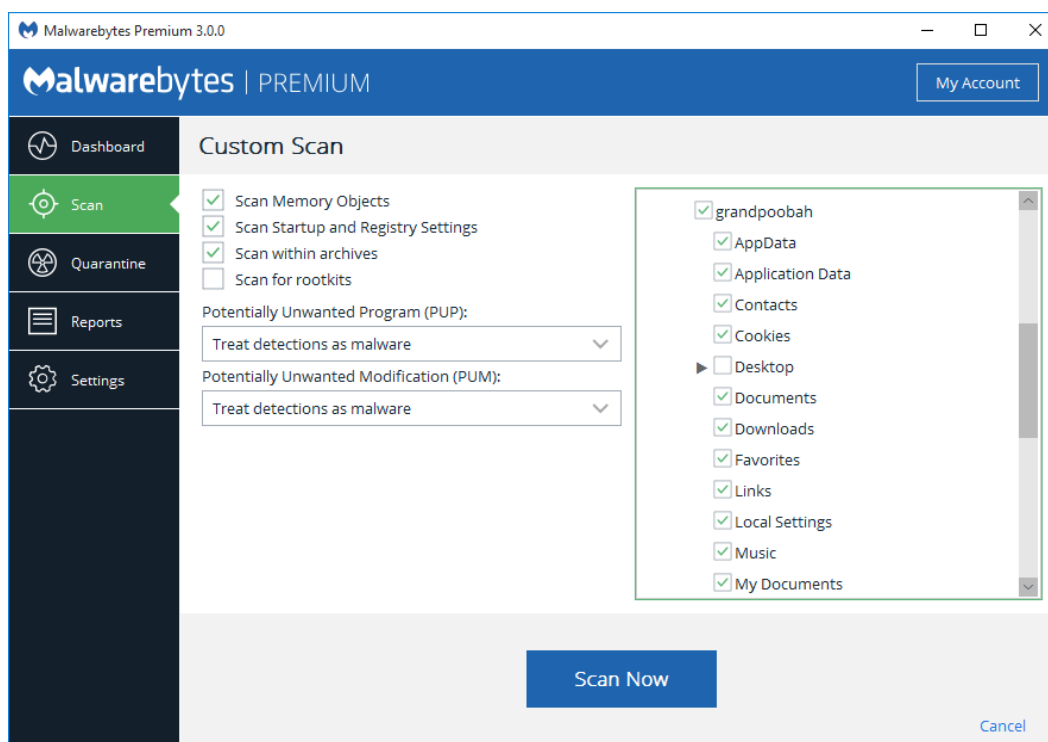 Malwarebytes Premium 3.0.0
Malwarebytes | PREMIUM
My Account
Dashboard
Scan
Quarantine
Reports
Settings
Custom Scan
Scan Memory Objects
Scan Startup and Registry Settings
Scan within archives
Scan for rootkits
Potentially Unwanted Program (PUP):
Treat detections as malware
Potentially Unwanted Modification (PUM):
Treat detections as malware
grandpoobah
AppData
Application Data
Contacts
Cookies
Desktop
Documents
Downloads
Favorites
Links
Local Settings
Music
My Documents
Scan Now
Cancel